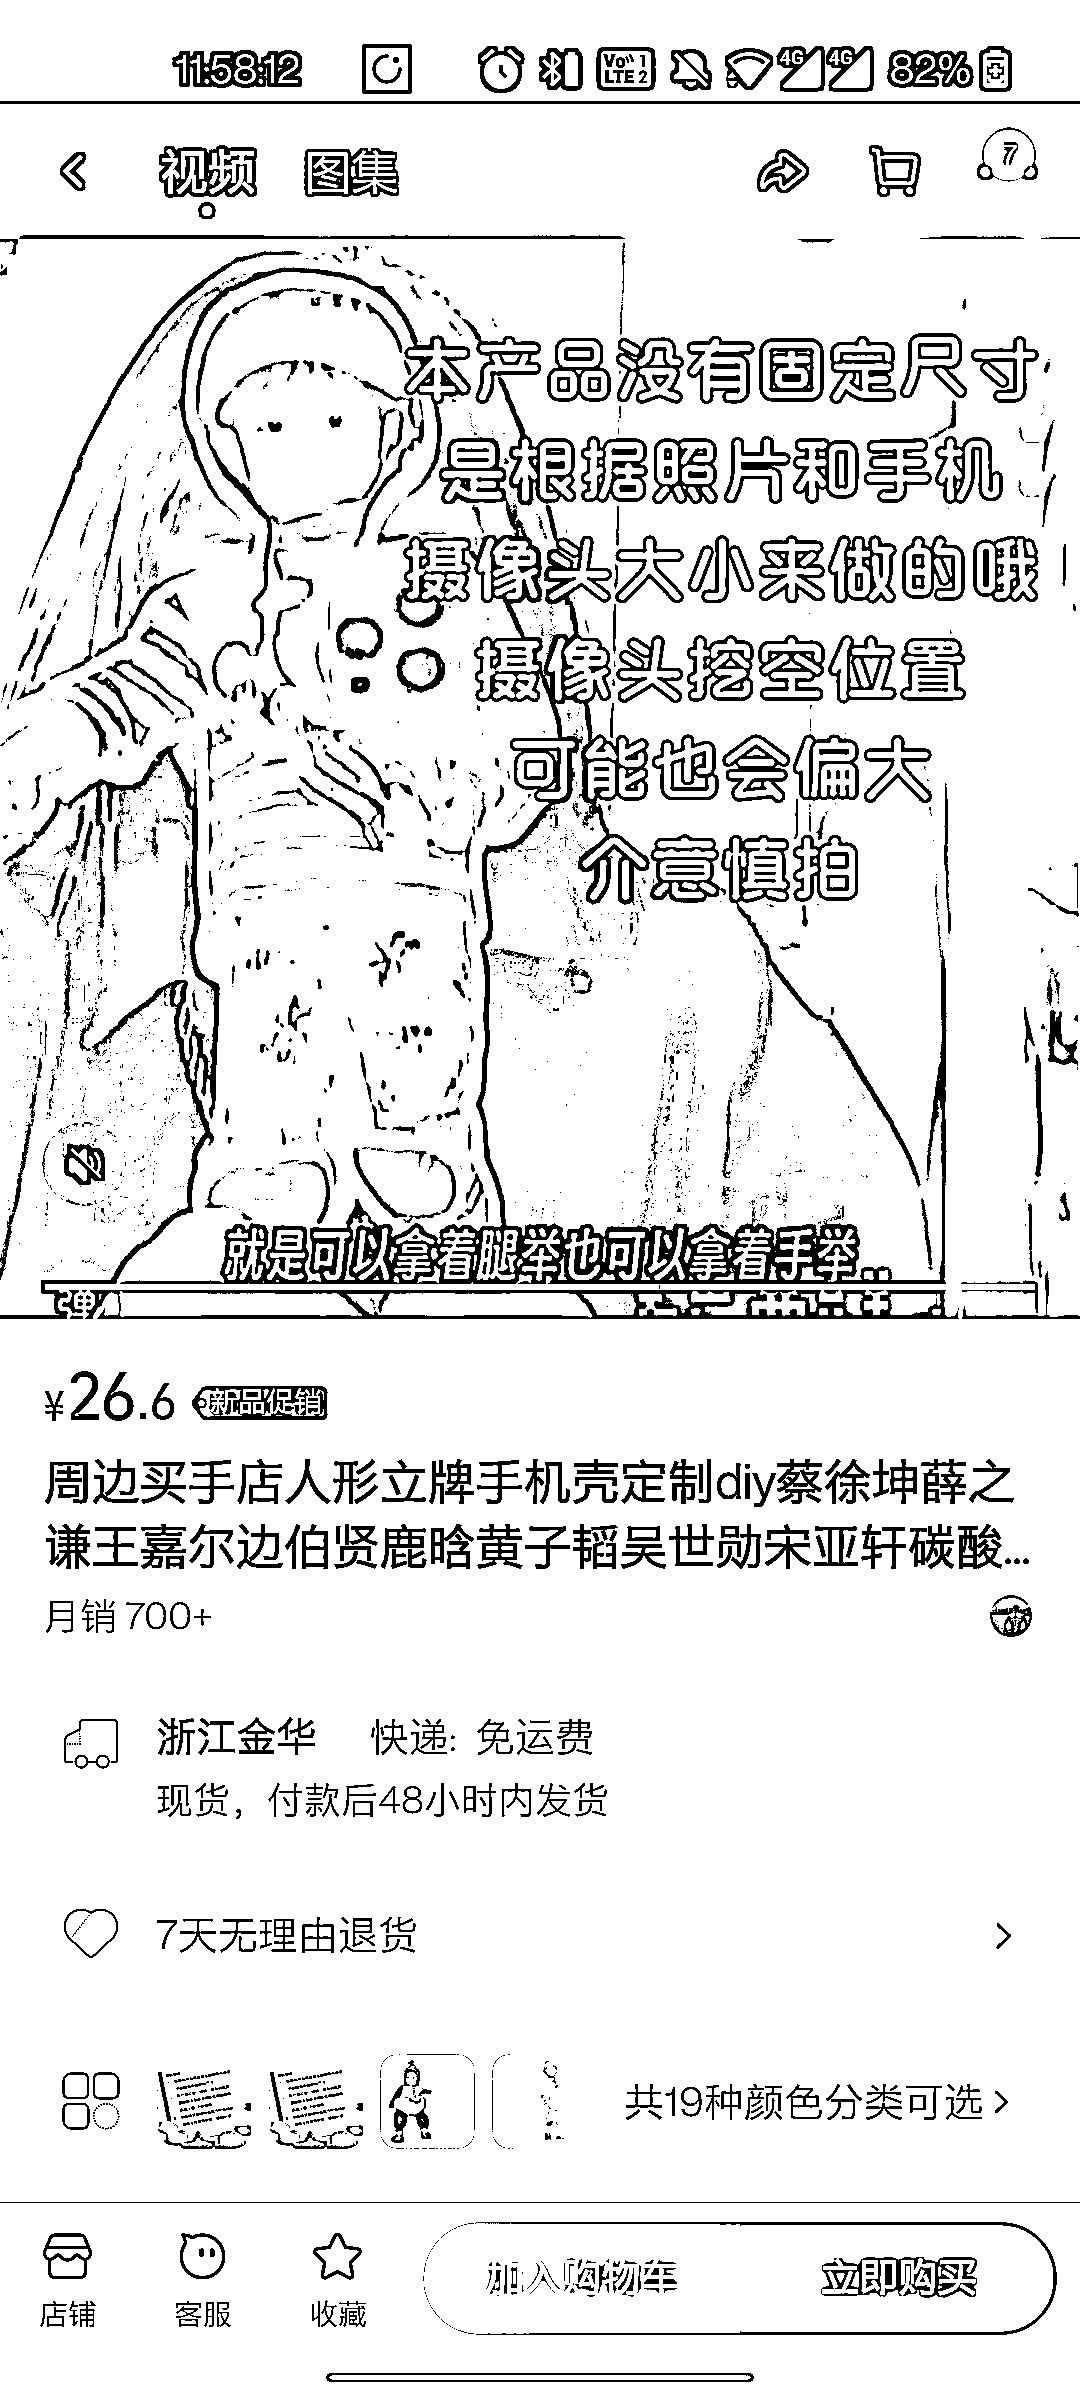 11:58:12 Vo 1 LTE 2 4G 4G 82%
视频 图集
7
本产品没有固定尺寸
是根据照片和手机
摄像头大小来做的哦
摄像头挖空位置
可能也会偏大
介意慎拍
就是可以拿着腿举也可以拿着手举
¥26.6 新品促销
周边买手店人形立牌手机壳定制diy蔡徐坤薛之
谦王嘉尔边伯贤鹿晗黄子韬吴世勋宋亚轩碳酸...
月销 700+
浙江金华 快递: 免运费
现货，付款后48小时内发货
7天无理由退货
共19种颜色分类可选
店铺 客服 收藏 加入购物车 立即购买